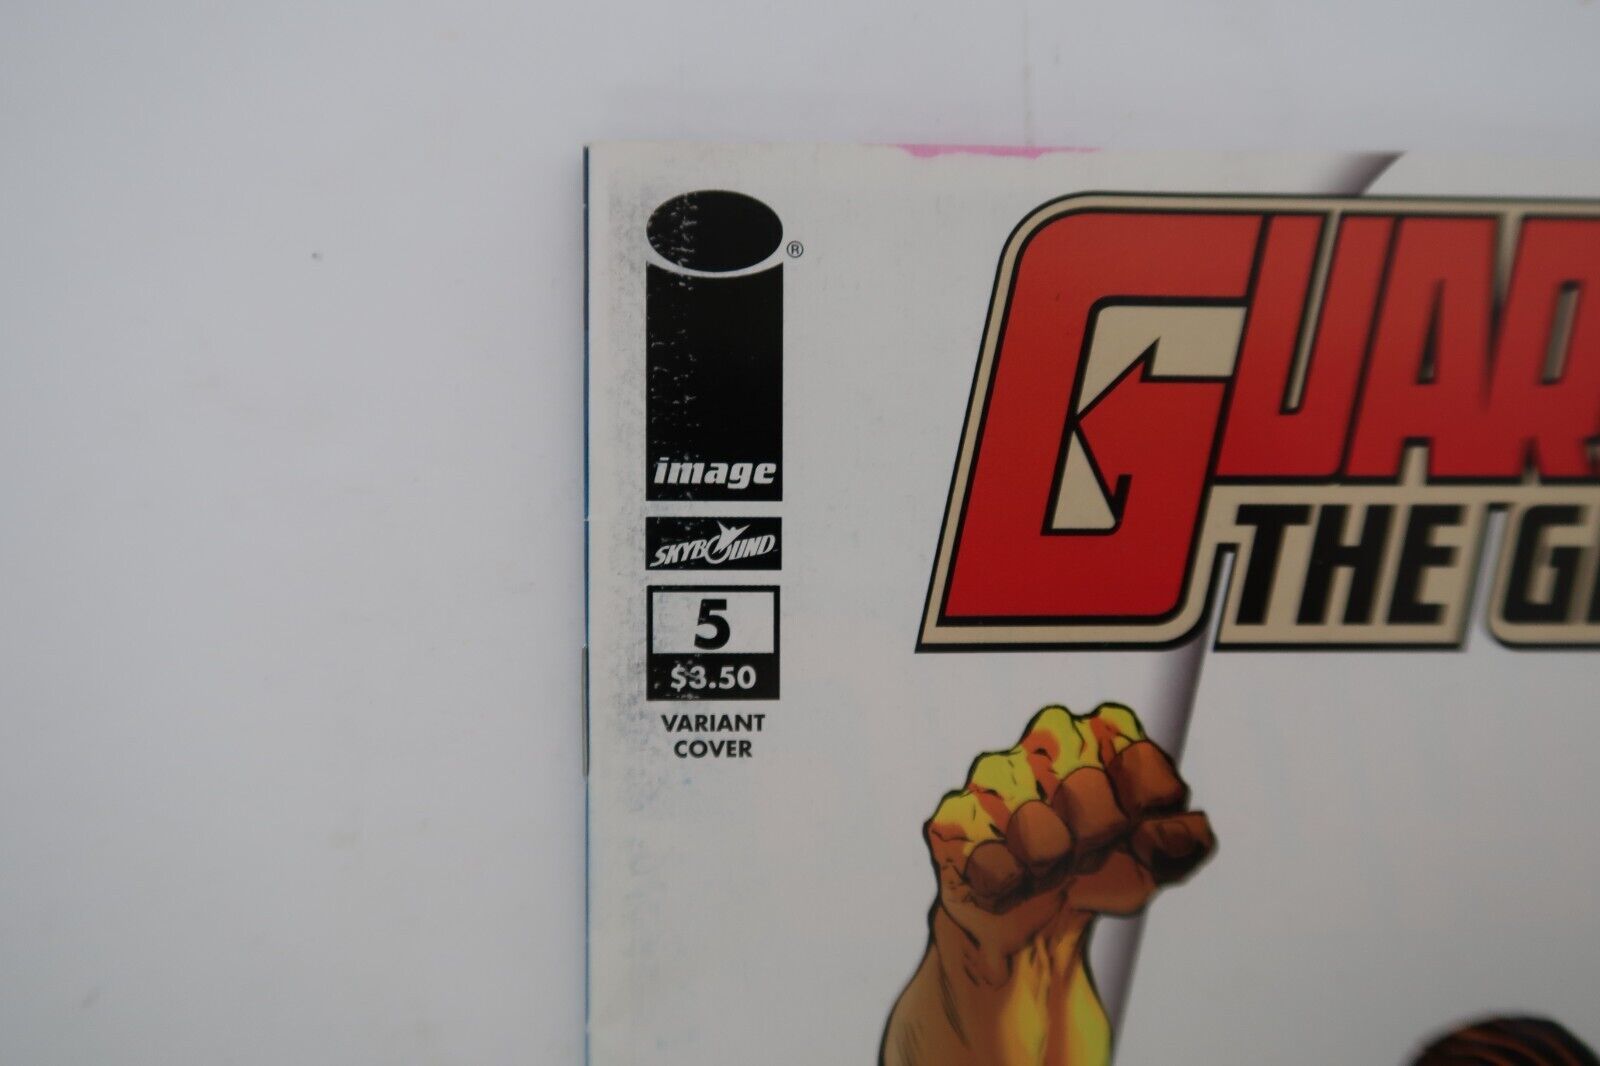 ®
image
SKYBOUND
5
$3.50
VARIANT
COVER
GUAR
THE G